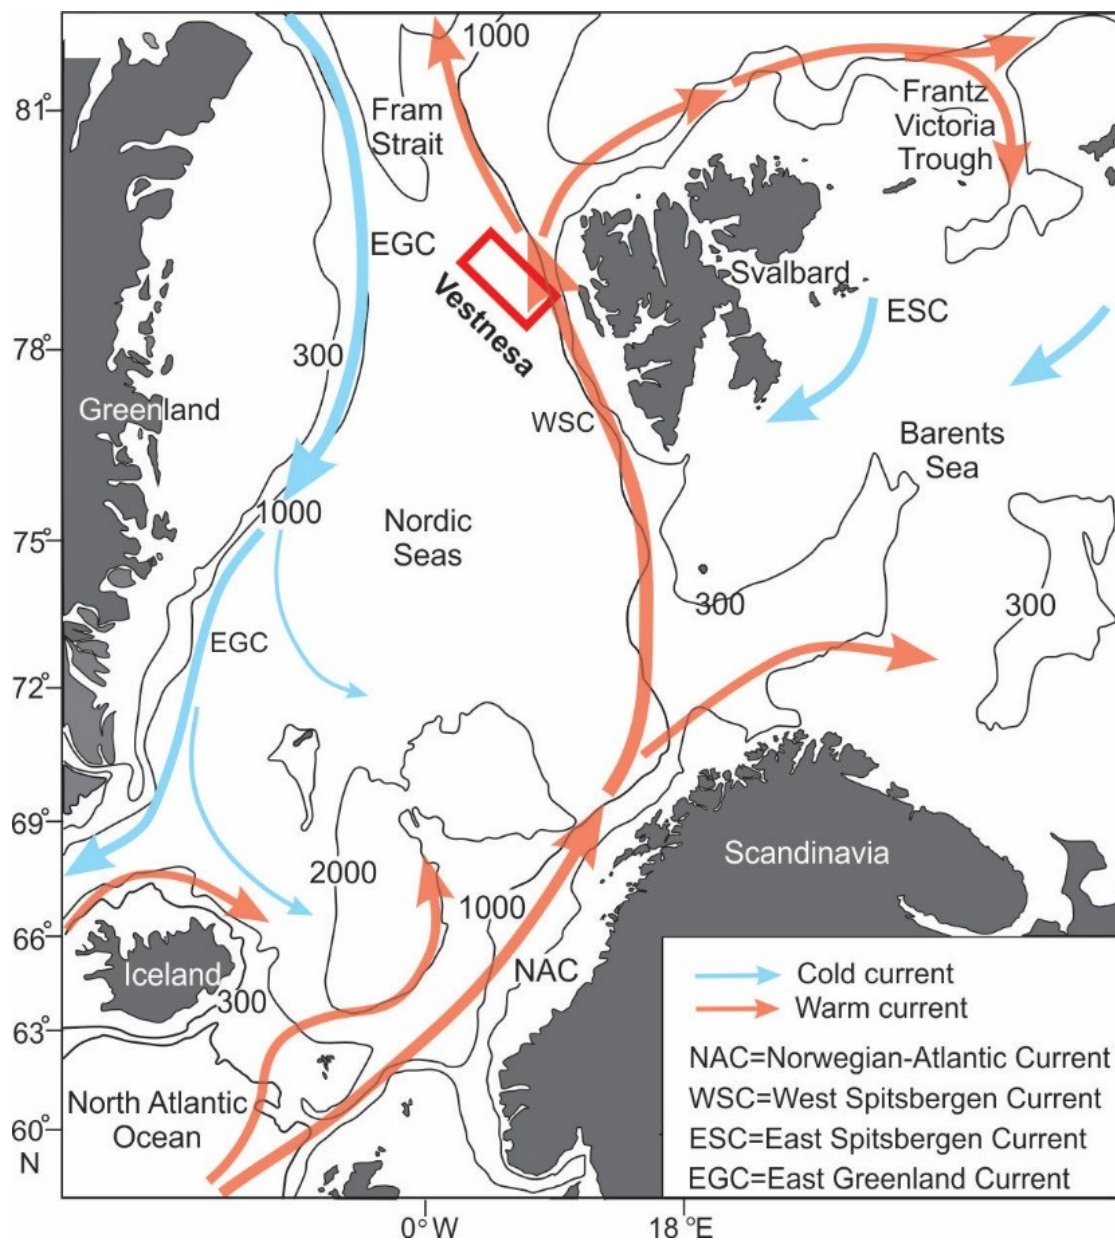 1000
81°
Fram
Strait
Frantz
Victoria
Trough
EGC
Svalbard
Vestnesa
ESC
300
78°
Greenland
WSC
Barents
Sea
1000
Nordic
Seas
75°
300
300
EGC
72°
69°
Scandinavia
2000
1000
66°
Iceland
NAC
300
63°
Cold current
Warm current
NAC=Norwegian-Atlantic Current
WSC=West Spitsbergen Current
ESC=East Spitsbergen Current
EGC=East Greenland Current
North Atlantic
Ocean
60°
N
0°W
18°E